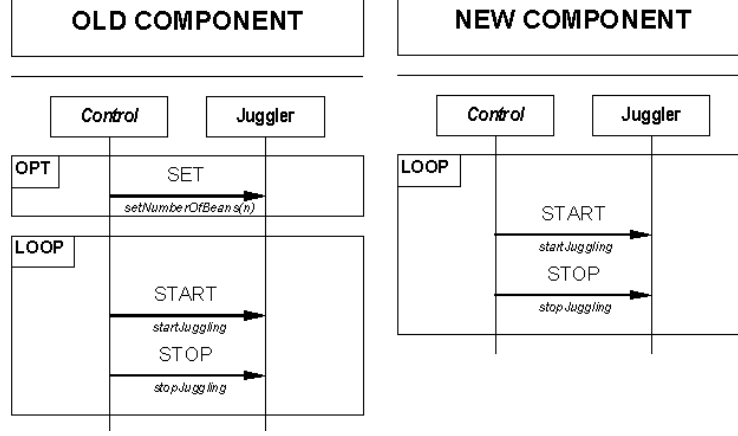 OLD COMPONENT
Control
Juggler
OPT
SET
setNumberOfBeans(n)
LOOP
START
startJuggling
STOP
stopJuggling
NEW COMPONENT
Control
Juggler
LOOP
START
startJuggling
STOP
stopJuggling